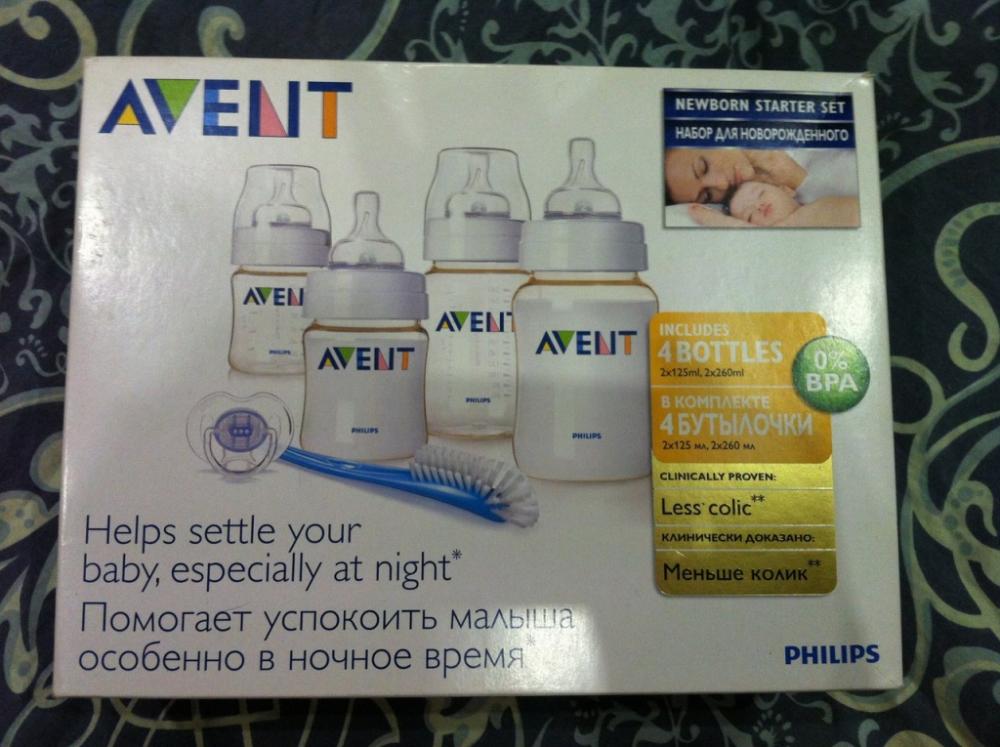 AVENT
NEWBORN STARTER SET
НАБОР ДЛЯ НОВОРОЖДЕННОГО
AVEN
PHILIPS
AVENT
PHILIPS
AVENT
PHILIPS
AVENT
PHILIPS
INCLUDES
4 BOTTLES
2x125ml, 2x260ml
0%
BPA
В КОМПЛЕКТЕ
4 БУТЫЛОЧКИ
2x125 мл, 2x260 мл
CLINICALLY PROVEN:
Less colic**
КЛИНИЧЕСКИ ДОКАЗАНО:
Меньше колик**
Helps settle your
baby, especially at night*
Помогает успокоить малыша
особенно в ночное время*
PHILIPS